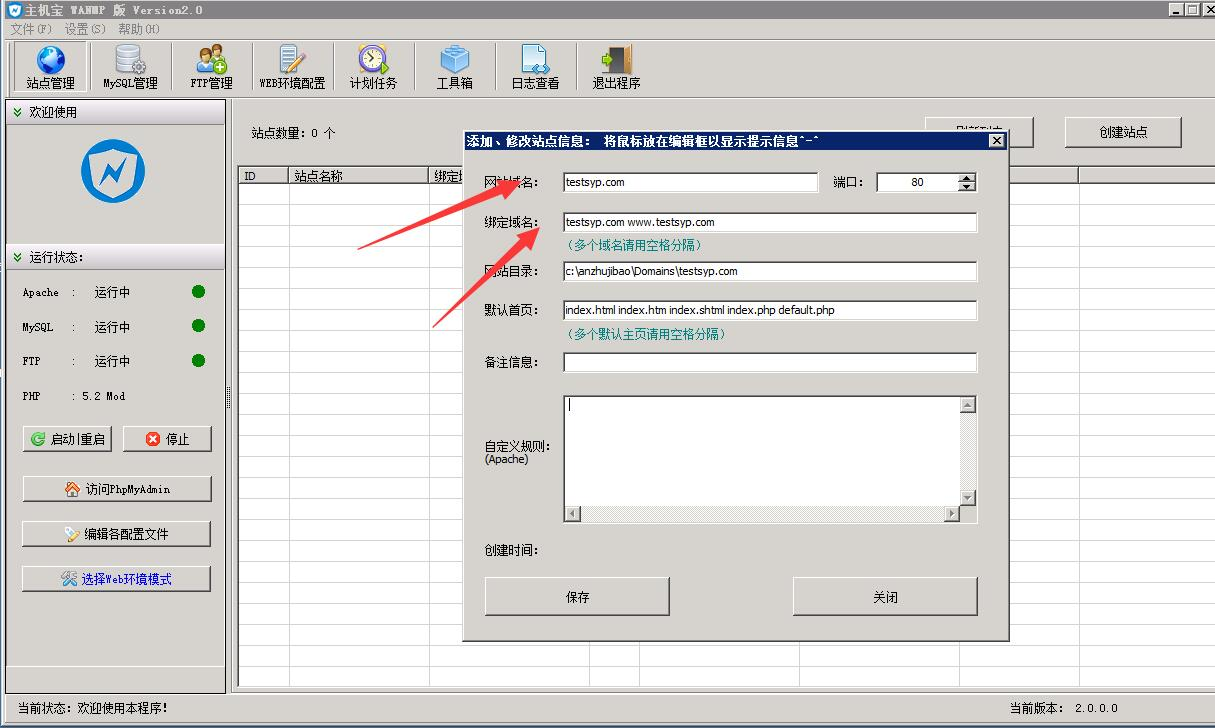 主机宝 WANMP 版 Version2.0
文件(F) 设置(S) 帮助(H)
站点管理 MySQL管理 FTP管理 WEB环境配置 计划任务 工具箱 日志查看 退出程序
欢迎使用
站点数量：0 个
创建站点
ID 站点名称 绑定
添加、修改站点信息： 将鼠标放在编辑框以显示提示信息^-^
网站域名： testsyp.com 端口： 80
绑定域名： testsyp.com www.testsyp.com
（多个域名请用空格分隔）
网站目录： c:\anzhujibao\Domains\testsyp.com
默认首页： index.html index.htm index.shtml index.php default.php
（多个默认主页请用空格分隔）
备注信息：
自定义规则：
(Apache)
创建时间：
保存 关闭
运行状态：
Apache : 运行中
MySQL : 运行中
FTP : 运行中
PHP : 5.2 Mod
启动|重启 停止
访问PhpMyAdmin
编辑各配置文件
选择Web环境模式
当前状态：欢迎使用本程序！ 当前版本： 2.0.0.0